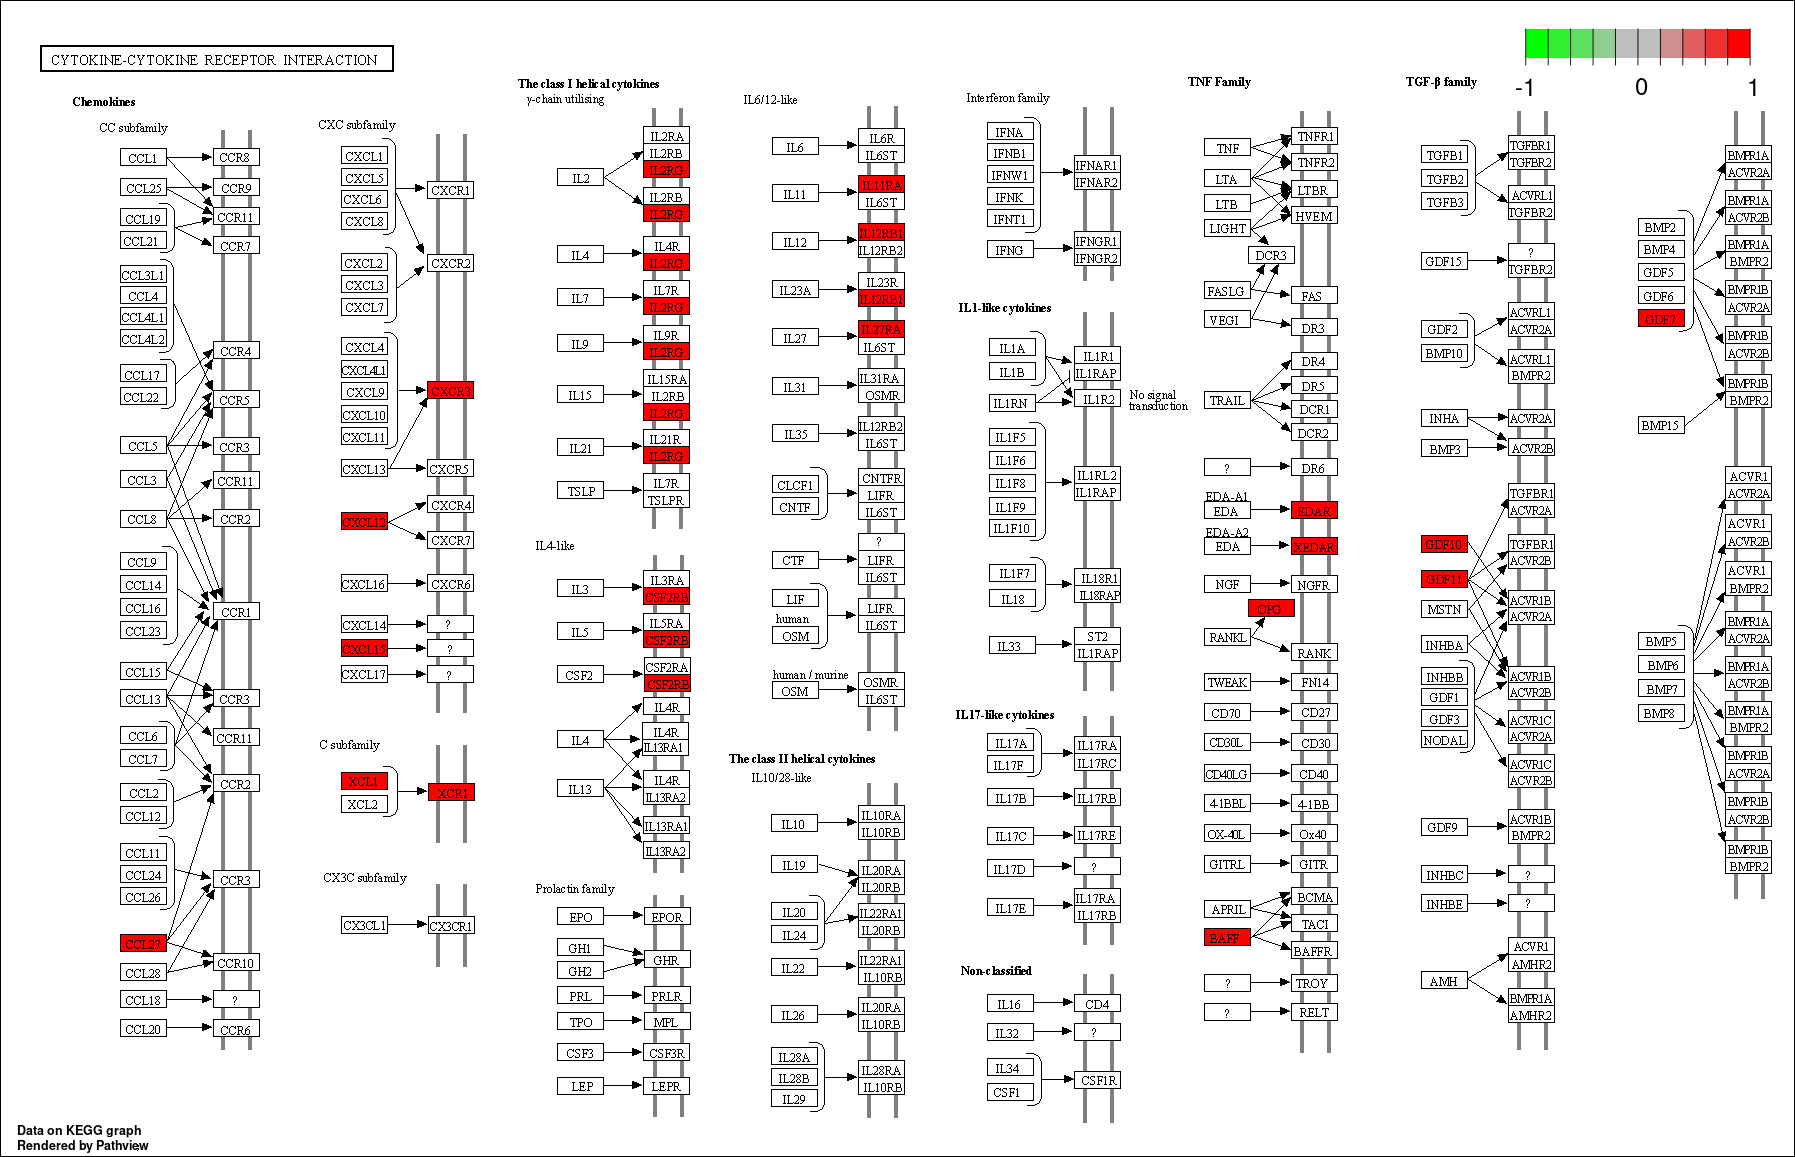 CYTOKINE-CYTOKINE RECEPTOR INTERACTION
-1
0
1
Chemokines
CC subfamily
CCL1
CCR8
CCL25
CCR9
CCL19
CCR11
CCL21
CCR7
CCL3L1
CCL4
CCL4L1
CCL4L2
CCR4
CCL17
CCL22
CCR5
CCL5
CCR3
CCL3
CCR11
CCL8
CCR2
CCL9
CCL14
CCL16
CCR1
CCL23
CCL15
CCL13
CCR3
CCL6
CCR11
CCL7
CCR2
CCL2
CCL12
CCL11
CCL24
CCR3
CCL26
CCL27
CCR10
CCL28
CCL18
?
CCL20
CCR6
CXC subfamily
CXCL1
CXCL5
CXCR1
CXCL6
CXCL8
CXCL2
CXCR2
CXCL3
CXCL7
CXCL4
CXCL4L1
CXCL9
CXCR3
CXCL10
CXCL11
CXCL13
CXCR5
CXCR4
CXCL12
CXCR7
CXCL16
CXCR6
CXCL14
?
CXCL15
?
CXCL17
?
C subfamily
XCL1
XCR1
XCL2
CX3C subfamily
CX3CL1
CX3CR1
The class I helical cytokines
γ-chain utilising
IL2RA
IL2RB
IL2RG
IL2
IL2RB
IL2RG
IL4R
IL4
IL2RG
IL7R
IL7
IL2RG
IL9R
IL9
IL2RG
IL15RA
IL15
IL2RB
IL2RG
IL21R
IL21
IL2RG
IL7R
TSLP
TSLPR
IL4-like
IL3RA
IL3
CSF2RB
IL5RA
IL5
CSF2RB
CSF2RA
CSF2
CSF2RB
IL4R
IL4
IL4R
IL13RA1
IL4R
IL13
IL13RA2
IL13RA1
IL13RA2
Prolactin family
EPO
EPOR
GH1
GHR
GH2
PRL
PRLR
TPO
MPL
CSF3
CSF3R
LEP
LEPR
IL6/12-like
IL6R
IL6
IL6ST
IL11RA
IL11
IL6ST
IL12RB1
IL12
IL12RB2
IL23R
IL23A
IL12RB1
IL27RA
IL27
IL6ST
IL31RA
IL31
OSMR
IL12RB2
IL35
IL6ST
CNTFR
CLCF1
LIFR
CNTF
IL6ST
?
CTF
LIFR
IL6ST
LIF
LIFR
human
IL6ST
OSM
human / murine
OSMR
OSM
IL6ST
The class II helical cytokines
IL10/28-like
IL10RA
IL10
IL10RB
IL19
IL20RA
IL20RB
IL20
IL22RA1
IL24
IL20RB
IL22RA1
IL22
IL10RB
IL20RA
IL26
IL10RB
IL28A
IL28RA
IL28B
IL10RB
IL29
Interferon family
IFNA
IFNB1
IFNAR1
IFNW1
IFNAR2
IFNK
IFNT1
IFNGR1
IFNG
IFNGR2
IL1-like cytokines
IL1A
IL1R1
IL1B
IL1RAP
IL1RN
IL1R2
No signal
transduction
IL1F5
IL1F6
IL1RL2
IL1F8
IL1RAP
IL1F9
IL1F10
IL1F7
IL18R1
IL18
IL18RAP
ST2
IL33
IL1RAP
IL17-like cytokines
IL17A
IL17RA
IL17F
IL17RC
IL17B
IL17RB
IL17C
IL17RE
IL17D
?
IL17RA
IL17E
IL17RB
Non-classified
IL16
CD4
IL32
?
IL34
CSF1R
CSF1
TNF Family
TNFR1
TNF
TNFR2
LTA
LTBR
LTB
HVEM
LIGHT
DCR3
FASLG
FAS
VEGI
DR3
DR4
DR5
TRAIL
DCR1
DCR2
?
DR6
EDA-A1
EDA
EDAR
EDA-A2
EDA
XEDAR
NGF
NGFR
OPG
RANKL
RANK
TWEAK
FN14
CD70
CD27
CD30L
CD30
CD40LG
CD40
4-1BBL
4-1BB
OX-40L
Ox40
GITRL
GITR
BCMA
APRIL
TACI
BAFF
BAFFR
?
TROY
?
RELT
TGF-β family
TGFB1
TGFBR1
TGFBR2
TGFB2
ACVRL1
TGFB3
TGFBR2
?
GDF15
TGFBR2
ACVRL1
GDF2
ACVR2A
BMP10
ACVRL1
BMPR2
INHA
ACVR2A
BMP3
ACVR2B
TGFBR1
ACVR2A
GDF10
TGFBR1
ACVR2B
GDF11
ACVR1B
MSTN
ACVR2A
INHBA
INHBB
ACVR1B
GDF1
ACVR2B
GDF3
ACVR1C
NODAL
ACVR2A
ACVR1C
ACVR2B
ACVR1B
GDF9
BMPR2
INHBC
?
INHBE
?
ACVR1
AMHR2
AMH
BMPR1A
AMHR2
BMPR1A
ACVR2A
BMPR1A
ACVR2B
BMP2
BMP4
BMPR1A
BMPR2
GDF5
GDF6
BMPR1B
ACVR2A
GDF7
BMPR1B
ACVR2B
BMPR1B
BMPR2
BMP15
ACVR1
ACVR2A
ACVR1
ACVR2B
ACVR1
BMPR2
BMPR1A
ACVR2A
BMP5
BMP6
BMPR1A
ACVR2B
BMP7
BMP8
BMPR1A
BMPR2
BMPR1B
ACVR2A
BMPR1B
ACVR2B
BMPR1B
BMPR2
Data on KEGG graph
Rendered by Pathview